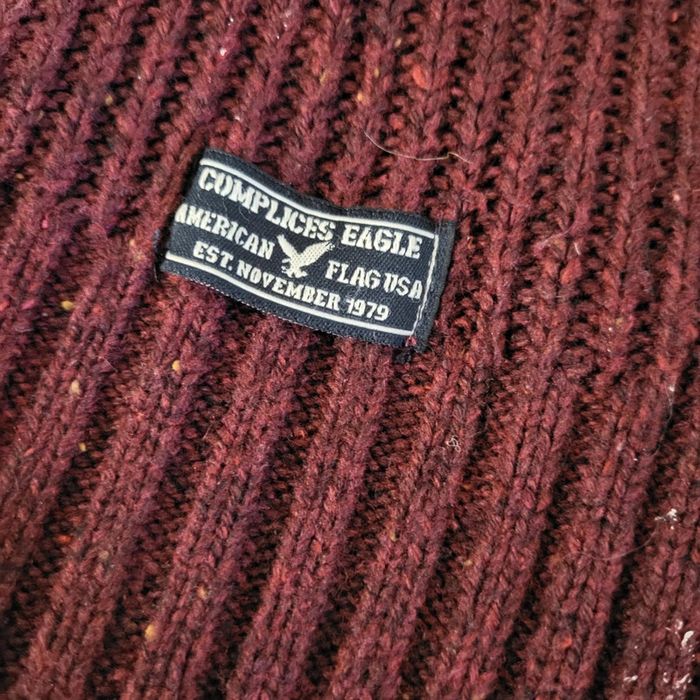 COMPLICES EAGLE
AMERICAN FLAG USA
EST. NOVEMBER 1979